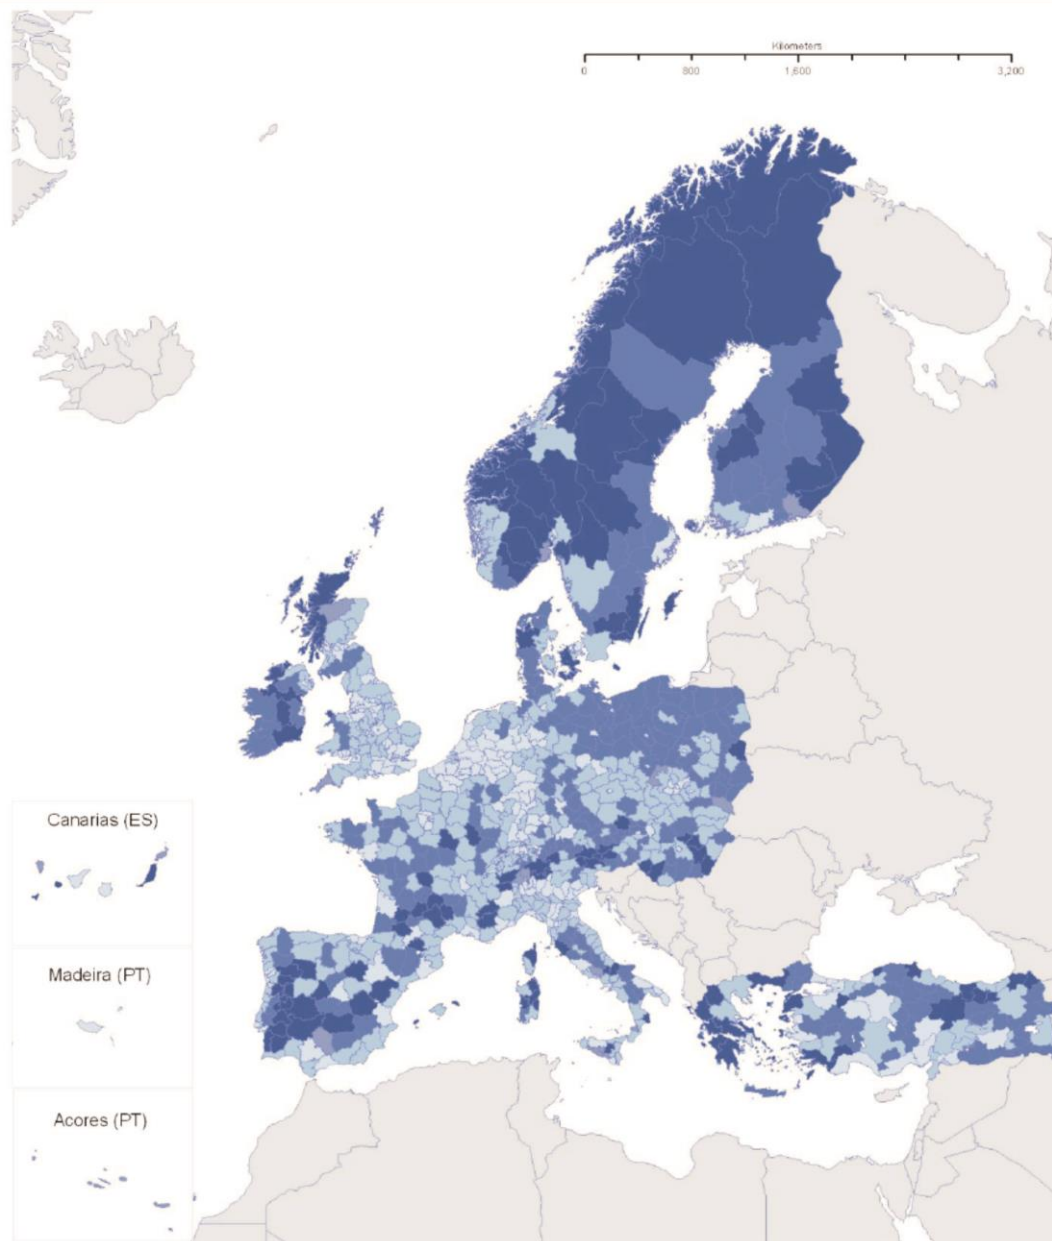 Kilometers
0 800 1,600 3,200
Canarias (ES)
Madeira (PT)
Acores (PT)